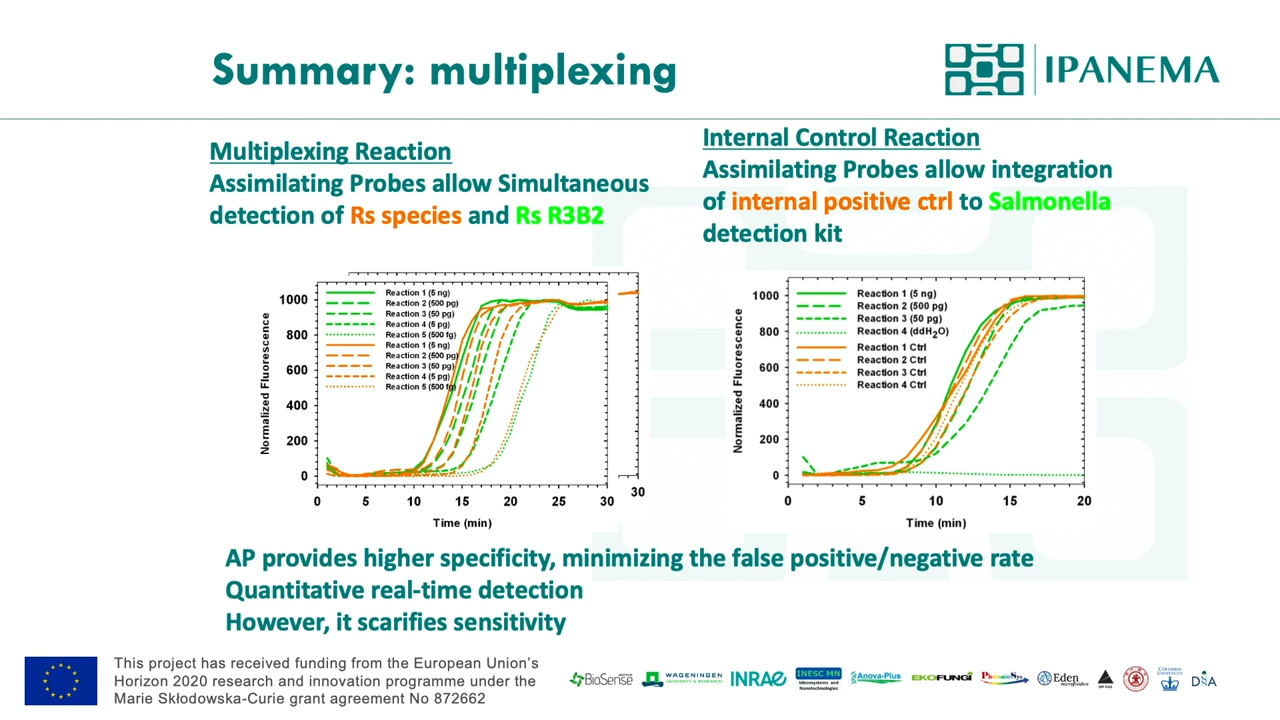 Summary: multiplexing
IPANEMA
Multiplexing Reaction
Assimilating Probes allow Simultaneous
detection of Rs species and Rs R3B2
Internal Control Reaction
Assimilating Probes allow integration
of internal positive ctrl to Salmonella
detection kit
Normalized Fluorescence
1000
800
600
400
200
0
Reaction 1 (5 ng)
Reaction 2 (500 pg)
Reaction 3 (50 pg)
Reaction 4 (5 pg)
Reaction 5 (500 fg)
Reaction 1 (5 ng)
Reaction 2 (500 pg)
Reaction 3 (50 pg)
Reaction 4 (5 pg)
Reaction 5 (500 fg)
0 5 10 15 20 25 30
30
Time (min)
Normalized Fluorescence
1000
800
600
400
200
0
Reaction 1 (5 ng)
Reaction 2 (500 pg)
Reaction 3 (50 pg)
Reaction 4 (ddH2O)
Reaction 1 Ctrl
Reaction 2 Ctrl
Reaction 3 Ctrl
Reaction 4 Ctrl
0 5 10 15 20
Time (min)
AP provides higher specificity, minimizing the false positive/negative rate
Quantitative real-time detection
However, it scarifies sensitivity
This project has received funding from the European Union's
Horizon 2020 research and innovation programme under the
Marie Skłodowska-Curie grant agreement No 872662
BioSense
WAGENINGEN
INRAE
INESC MN
Microsystems and
Nanotechnologies
Anova-Plus
EKOFUNGI
PhotonicSys
Eden
microfluidics
DNA